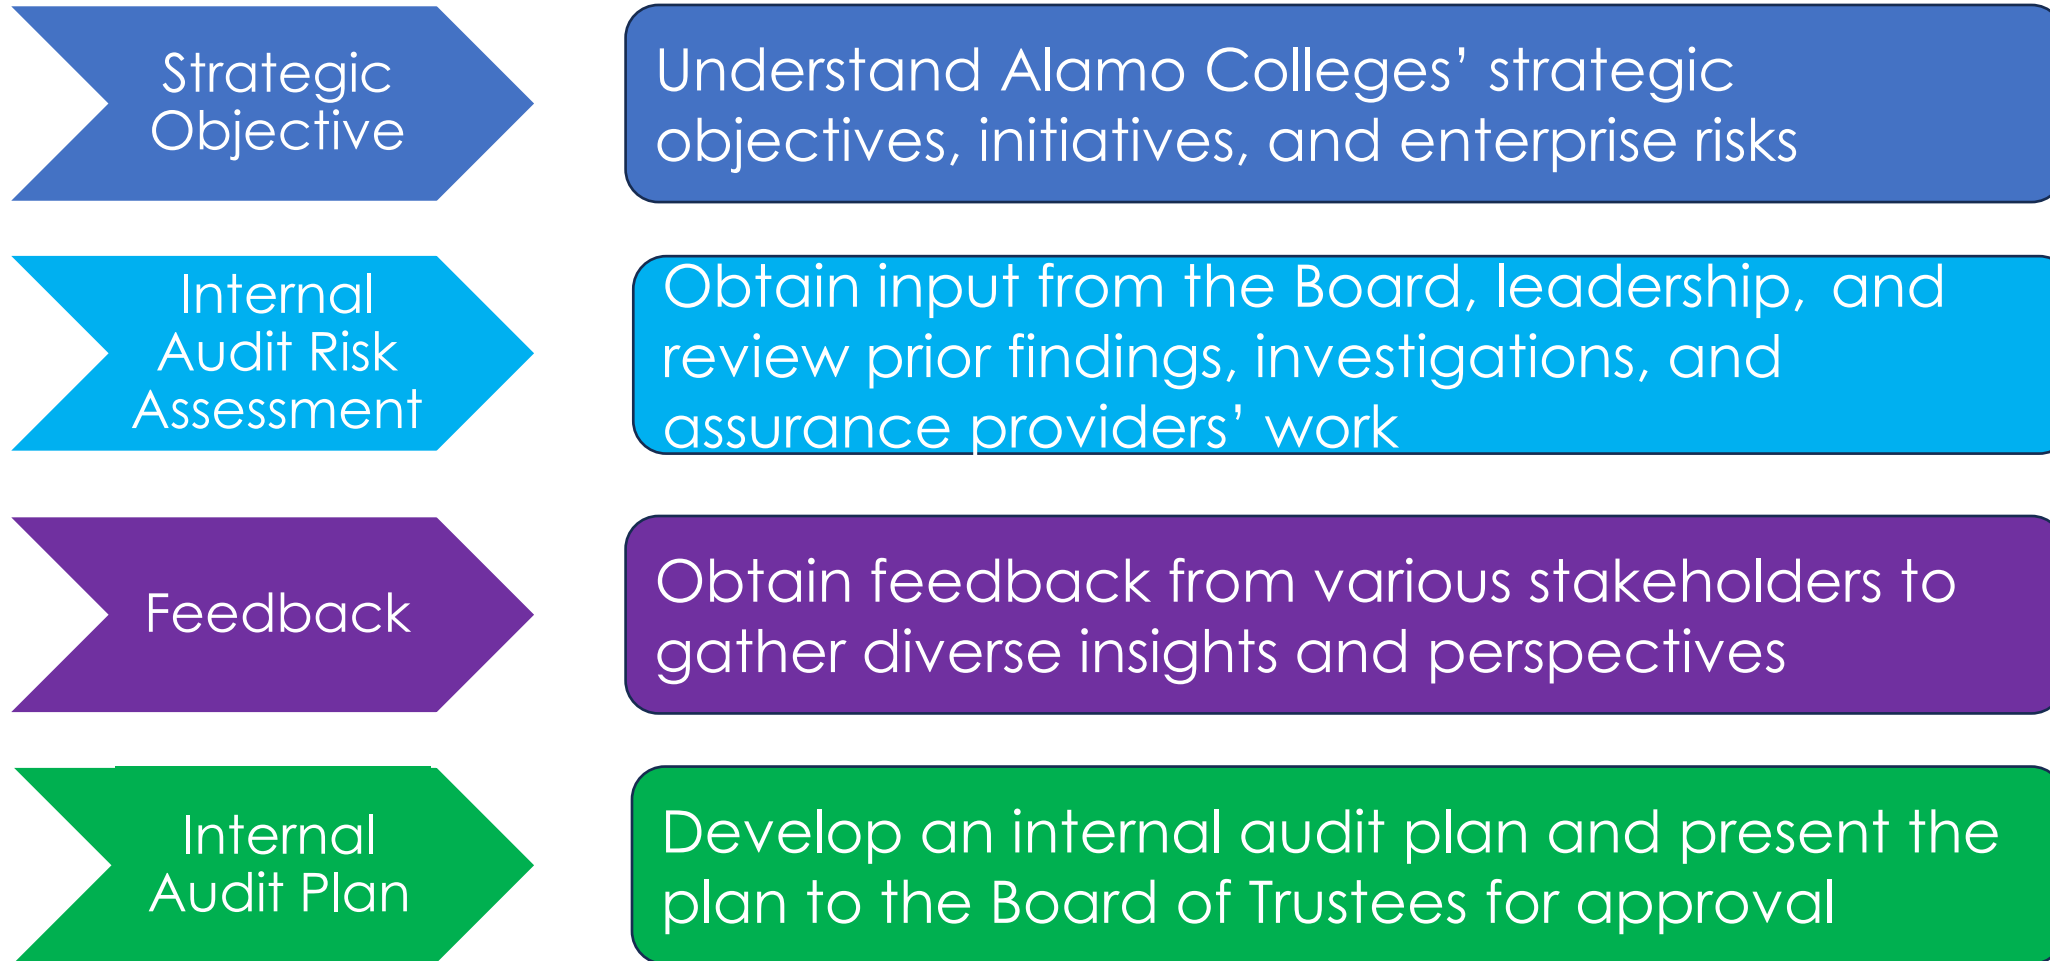 Strategic
Objective
Understand Alamo Colleges’ strategic
objectives, initiatives, and enterprise risks
Internal
Audit Risk
Assessment
Obtain input from the Board, leadership, and
review prior findings, investigations, and
assurance providers’ work
Feedback
Obtain feedback from various stakeholders to
gather diverse insights and perspectives
Internal
Audit Plan
Develop an internal audit plan and present the
plan to the Board of Trustees for approval